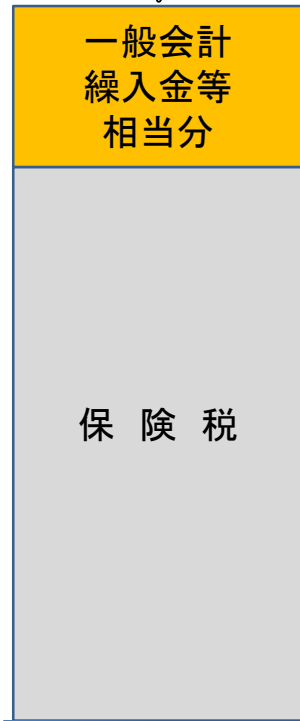 一般会計
繰入金等
相当分
保 険 税